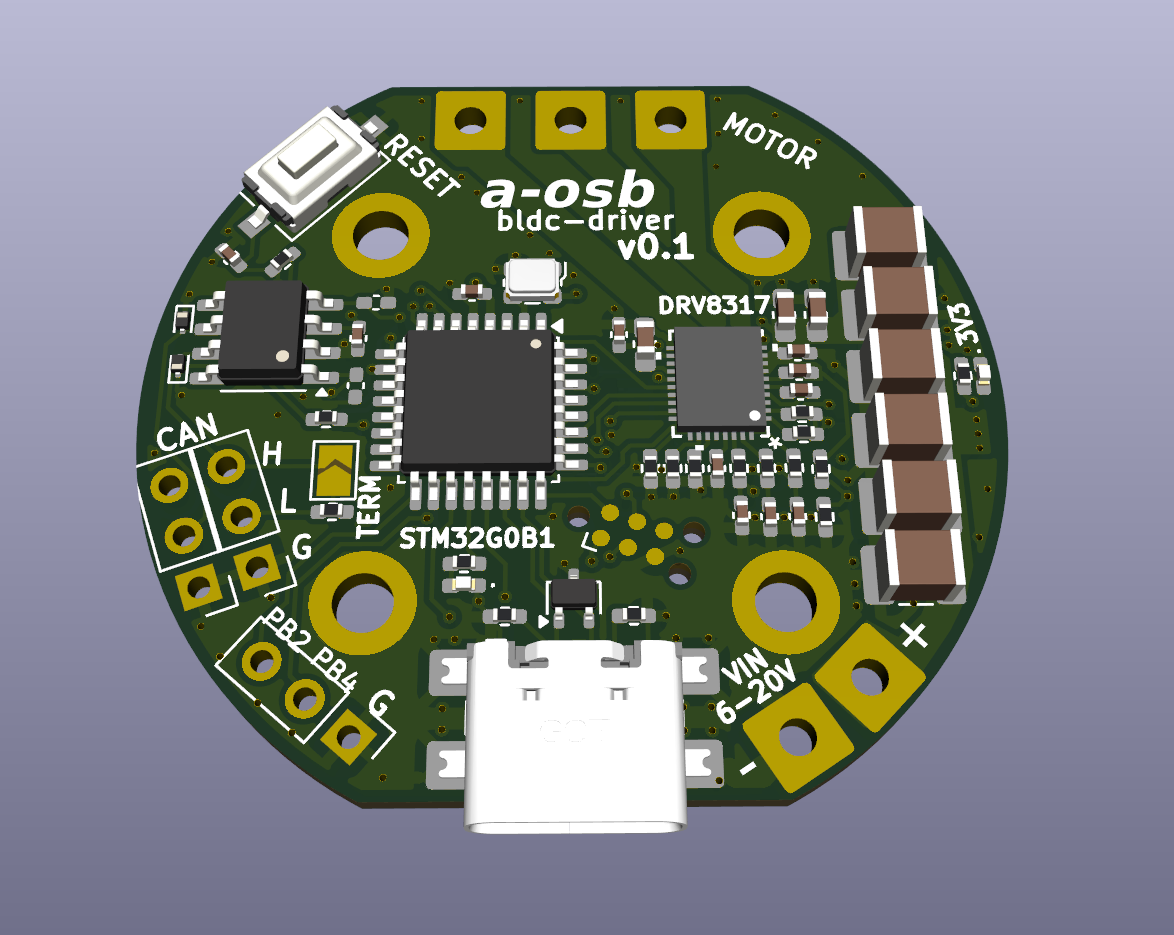 RESET
MOTOR
a-osb
bldc-driver
v0.1
DRV8317
3V3
CAN
H
L
G
TERM
STM32G0B1
PB2 PB4
G
VIN
6-20V
+
-
*